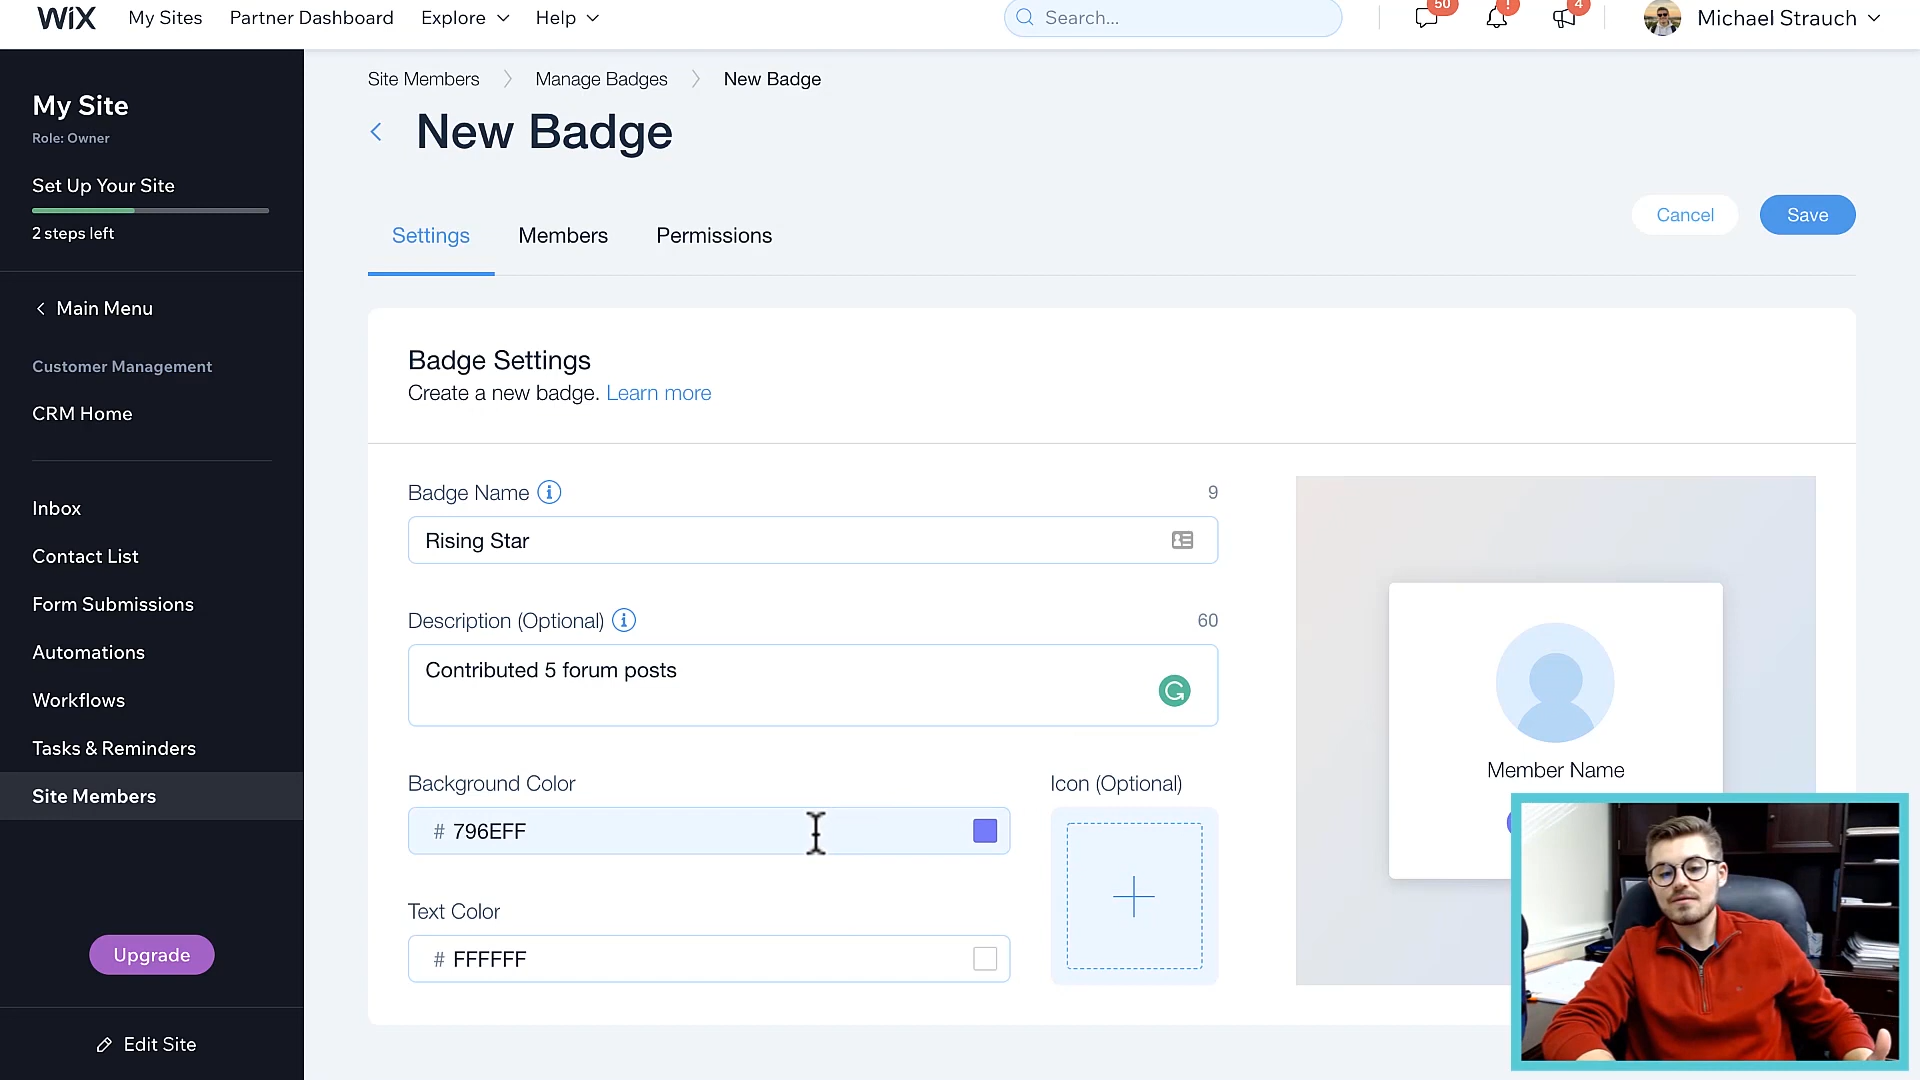 WiX My Sites Partner Dashboard Explore Help Search... 50 ! 4 Michael Strauch
My Site
Role: Owner
Set Up Your Site
2 steps left
Main Menu
Customer Management
CRM Home
Inbox
Contact List
Form Submissions
Automations
Workflows
Tasks & Reminders
Site Members
Upgrade
Edit Site
Site Members Manage Badges New Badge
New Badge
Cancel Save
Settings Members Permissions
Badge Settings
Create a new badge. Learn more
Badge Name 9
Rising Star
Description (Optional) 60
Contributed 5 forum posts
Background Color
# 796EFF
Text Color
# FFFFFF
Icon (Optional)
Member Name